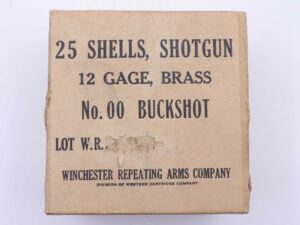 25 SHELLS, SHOTGUN
12 GAGE, BRASS
No. 00 BUCKSHOT
LOT W.R.
WINCHESTER REPEATING ARMS COMPANY
DIVISION OF WESTERN CARTRIDGE COMPANY